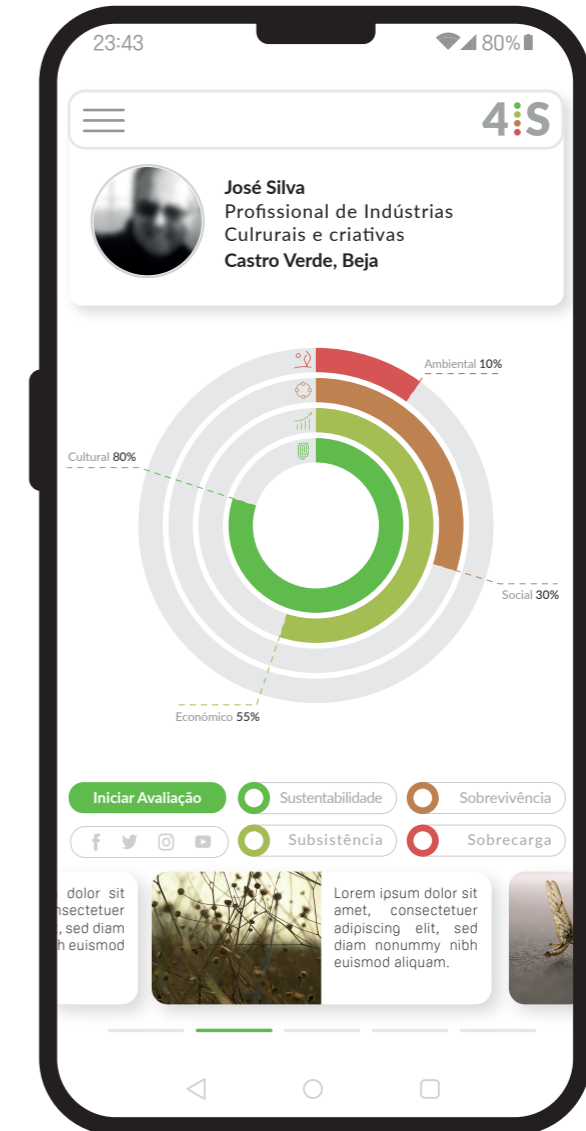 23:43
80%
4 S
José Silva
Profissional de Indústrias
Culrurais e criativas
Castro Verde, Beja
Ambiental 10%
Cultural 80%
Social 30%
Económico 55%
Iniciar Avaliação
Sustentabilidade
Sobrevivência
Subsistência
Sobrecarga
dolor sit
nsectetuer
, sed diam
h euismod
Lorem ipsum dolor sit
amet, consectetuer
adipiscing elit, sed
diam nonummy nibh
euismod aliquam.